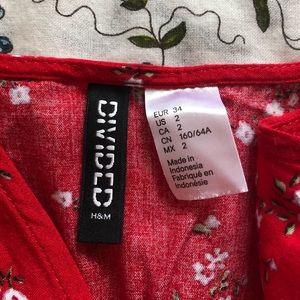 DIVIDED
H&M
EUR 34
US 2
CA 2
CN 160/64A
MX 2
Made in
Indonesia
Fabriqué en
Indonésie